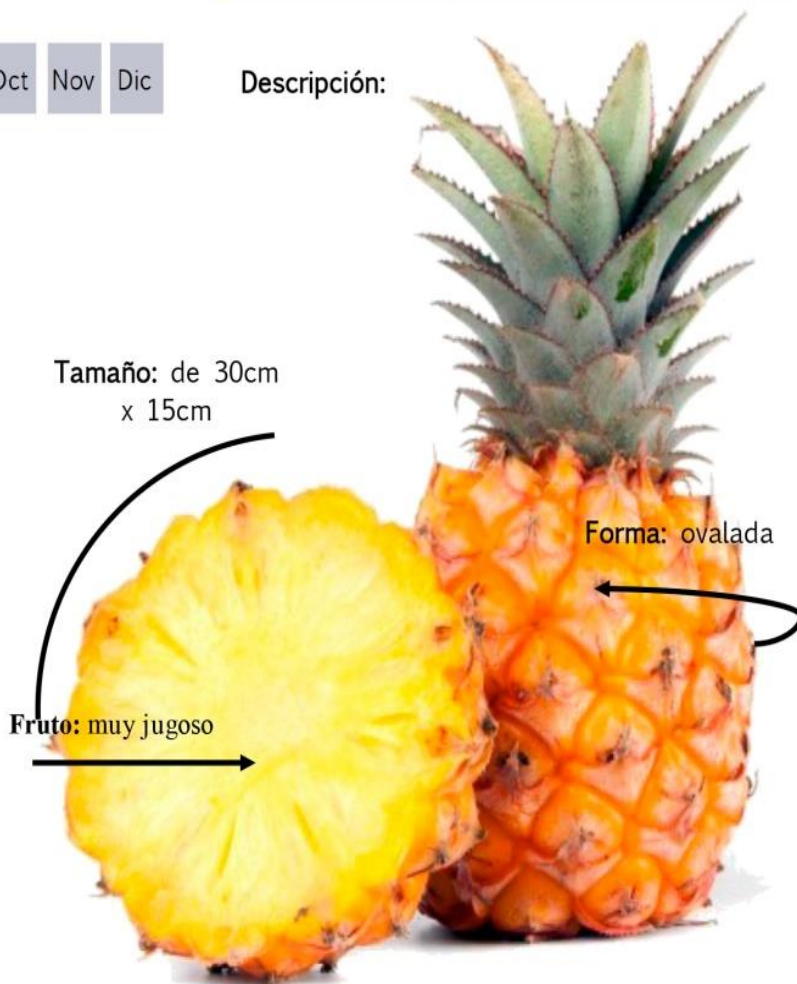 Oct Nov Dic
Descripción:
Tamaño: de 30cm
x 15cm
Forma: ovalada
Fruto: muy jugoso